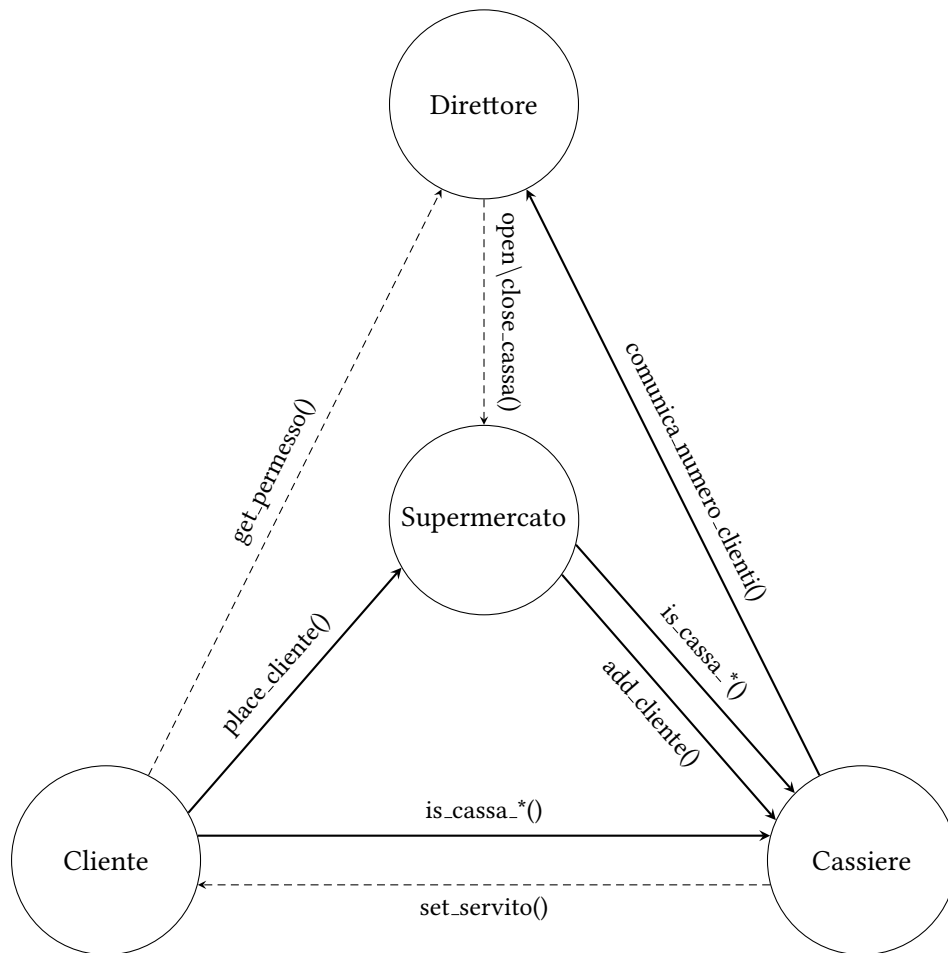 Direttore
open\close_cassa()
get_permesso()
comunica_numero_clienti()
Supermercato
place_cliente()
is_cassa_*()
add_cliente()
is_cassa_*()
Cliente
Cassiere
set_servito()